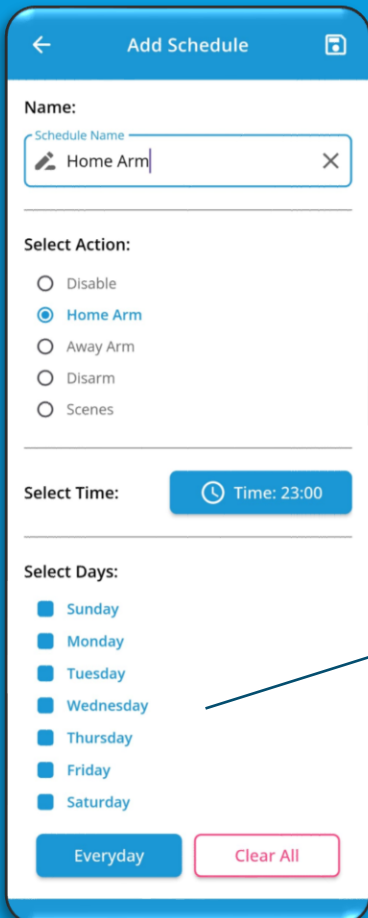 Add Schedule
Name:
Schedule Name
Home Arm
Select Action:
Disable
Home Arm
Away Arm
Disarm
Scenes
Select Time:
Time: 23:00
Select Days:
Sunday
Monday
Tuesday
Wednesday
Thursday
Friday
Saturday
Everyday
Clear All